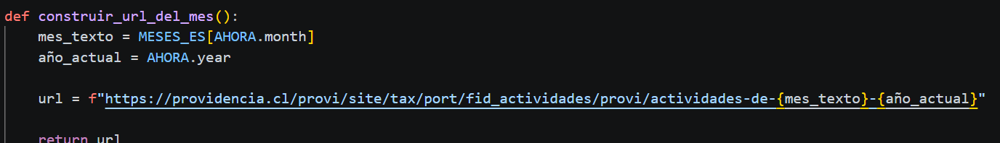 def construir_url_del_mes():
    mes_texto = MESES_ES[AHORA.month]
    año_actual = AHORA.year
    url = f"https://providencia.cl/provi/site/tax/port/fid_actividades/provi/actividades-de-{mes_texto}-{año_actual}"
    return url